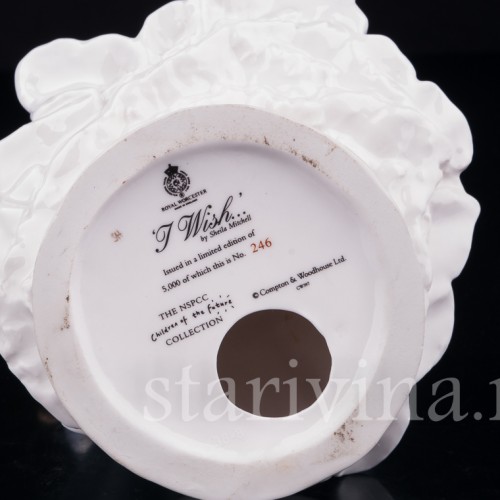 ROYAL WORCESTER
'I Wish...'
by Sheila Mitchell
Issued in a limited edition of
5,000 of which this is No. 246
THE NSPCC
Children of the Future
COLLECTION
© Compton & Woodhouse Ltd.
starivina.r